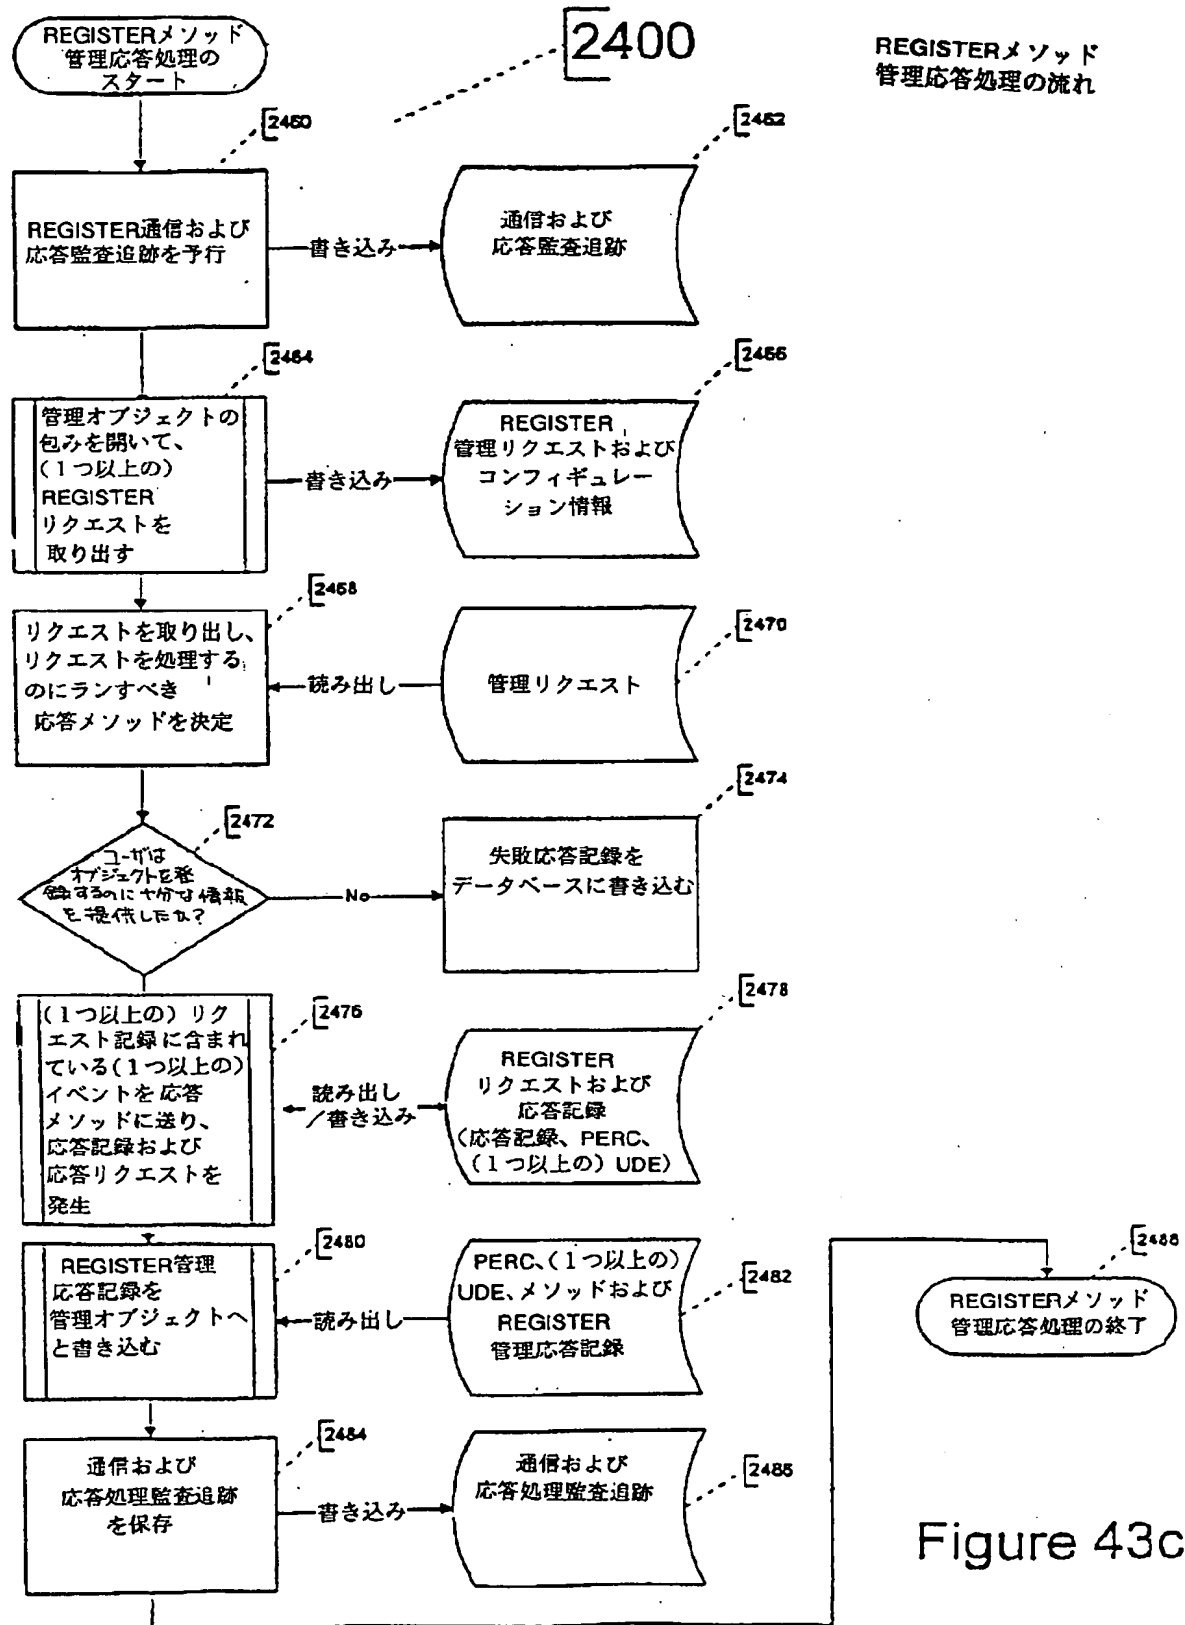 REGISTERメソッド
管理応答処理の
スタート
2400
REGISTERメソッド
管理応答処理の流れ
2460
2462
REGISTER通信および
応答監査追跡を予行
書き込み
通信および
応答監査追跡
2464
2466
管理オブジェクトの
包みを開いて、
(1つ以上の)
REGISTER
リクエストを
取り出す
書き込み
REGISTER
管理リクエストおよび
コンフィギュレー
ション情報
2468
2470
リクエストを取り出し、
リクエストを処理する
のにランすべき
応答メソッドを決定
読み出し
管理リクエスト
2472
2474
ユーザは
オブジェクトを登
録するのに十分な情報
を提供したか?
No
失敗応答記録を
データベースに書き込む
2476
2478
(1つ以上の) リク
エスト記録に含まれ
ている(1つ以上の)
イベントを応答
メソッドに送り、
応答記録および
応答リクエストを
発生
読み出し
/書き込み
REGISTER
リクエストおよび
応答記録
(応答記録、PERC、
(1つ以上の) UDE)
2480
2482
REGISTER管理
応答記録を
管理オブジェクトへ
と書き込む
読み出し
PERC、(1つ以上の)
UDE、メソッドおよび
REGISTER
管理応答記録
2488
REGISTERメソッド
管理応答処理の終了
2484
2486
通信および
応答処理監査追跡
を保存
書き込み
通信および
応答処理監査追跡
Figure 43c